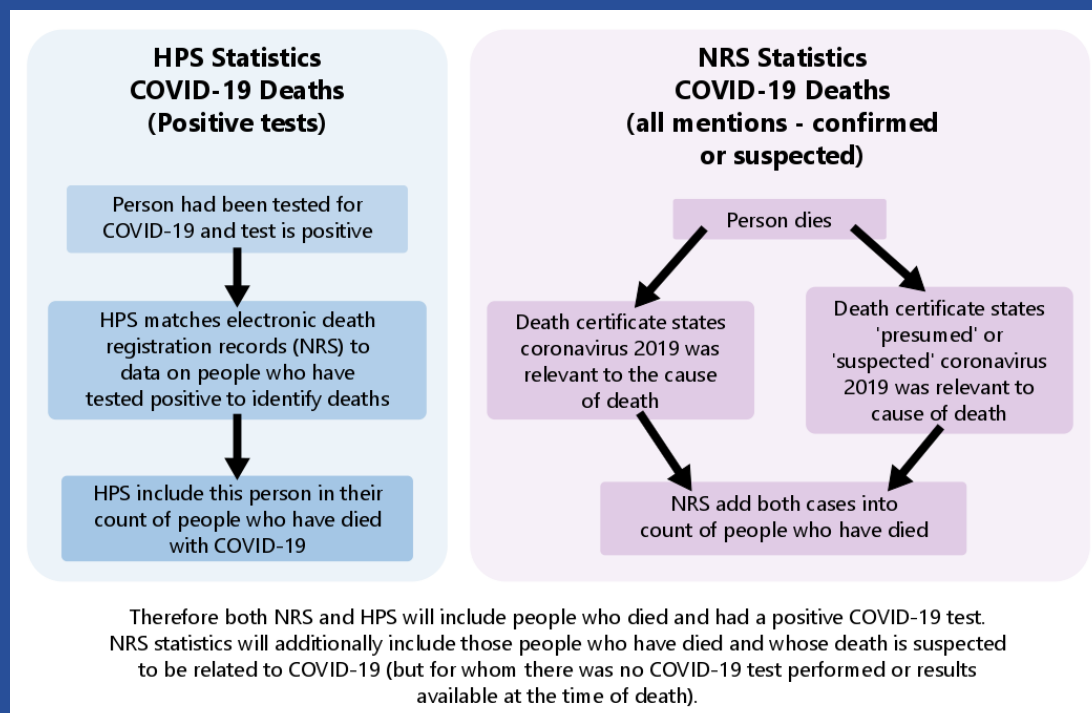 HPS Statistics
COVID-19 Deaths
(Positive tests)
Person had been tested for
COVID-19 and test is positive
HPS matches electronic death
registration records (NRS) to
data on people who have
tested positive to identify deaths
HPS include this person in their
count of people who have died
with COVID-19
NRS Statistics
COVID-19 Deaths
(all mentions - confirmed
or suspected)
Person dies
Death certificate states
coronavirus 2019 was
relevant to the cause
of death
Death certificate states
'presumed' or
'suspected' coronavirus
2019 was relevant to
cause of death
NRS add both cases into
count of people who have died
Therefore both NRS and HPS will include people who died and had a positive COVID-19 test.
NRS statistics will additionally include those people who have died and whose death is suspected
to be related to COVID-19 (but for whom there was no COVID-19 test performed or results
available at the time of death).